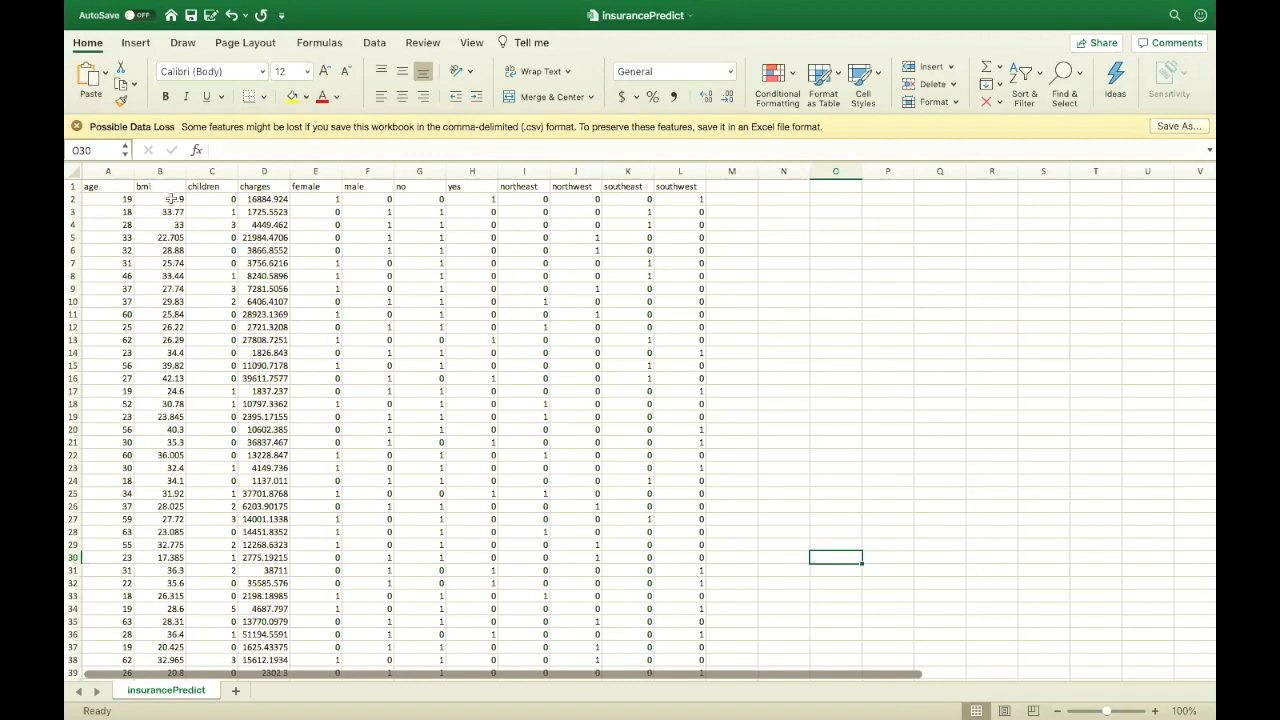 AutoSave OFF insurancePredict
Home Insert Draw Page Layout Formulas Data Review View Tell me Share Comments
Paste Calibri (Body) 12 A A Wrap Text General Conditional Formatting Format as Table Cell Styles Insert Delete Format Sort & Filter Find & Select Ideas Sensitivity
B I U A Merge & Center $ % ,
Possible Data Loss Some features might be lost if you save this workbook in the comma-delimited (.csv) format. To preserve these features, save it in an Excel file format. Save As...
O30 fx
A B C D E F G H I J K L M N O P Q R S T U V
1 age bmi children charges female male no yes northeast northwest southeast southwest
2 19 0 16884.924 1 0 0 1 0 0 0 1
3 18 33.77 1 1725.5523 0 1 1 0 0 0 1 0
4 28 33 3 4449.462 0 1 1 0 0 0 1 0
5 33 22.705 0 21984.4706 0 1 1 0 0 1 0 0
6 32 28.88 0 3866.8552 0 1 1 0 0 1 0 0
7 31 25.74 0 3756.6216 1 0 1 0 0 0 1 0
8 46 33.44 1 8240.5896 1 0 1 0 0 0 1 0
9 37 27.74 3 7281.5056 1 0 1 0 0 1 0 0
10 37 29.83 2 6406.4107 0 1 1 0 1 0 0 0
11 60 25.84 0 28923.1369 1 0 1 0 0 1 0 0
12 25 26.22 0 2721.3208 0 1 1 0 1 0 0 0
13 62 26.29 0 27808.7251 1 0 0 1 0 0 1 0
14 23 34.4 0 1826.843 0 1 1 0 0 0 0 1
15 56 39.82 0 11090.7178 1 0 1 0 0 0 1 0
16 27 42.13 0 39611.7577 0 1 0 1 0 0 1 0
17 19 24.6 1 1837.237 0 1 1 0 0 0 0 1
18 52 30.78 1 10797.3362 1 0 1 0 1 0 0 0
19 23 23.845 0 2395.17155 0 1 1 0 1 0 0 0
20 56 40.3 0 10602.385 0 1 1 0 0 0 0 1
21 30 35.3 0 36837.467 0 1 0 1 0 0 0 1
22 60 36.005 0 13228.847 1 0 1 0 1 0 0 0
23 30 32.4 1 4149.736 1 0 1 0 0 0 0 1
24 18 34.1 0 1137.011 0 1 1 0 0 0 1 0
25 34 31.92 1 37701.8768 1 0 0 1 1 0 0 0
26 37 28.025 2 6203.90175 0 1 1 0 0 1 0 0
27 59 27.72 3 14001.1338 1 0 1 0 0 0 1 0
28 63 23.085 0 14451.8352 1 0 1 0 1 0 0 0
29 55 32.775 2 12268.6323 1 0 1 0 0 1 0 0
30 23 17.385 1 2775.19215 0 1 1 0 0 1 0 0
31 31 36.3 2 38711 0 1 0 1 0 0 0 1
32 22 35.6 0 35585.576 0 1 0 1 0 0 0 1
33 18 26.315 0 2198.18985 1 0 1 0 1 0 0 0
34 19 28.6 5 4687.797 1 0 1 0 0 0 0 1
35 63 28.31 0 13770.0979 0 1 1 0 0 1 0 0
36 28 36.4 1 51194.5591 0 1 0 1 0 0 0 1
37 19 20.425 0 1625.43375 0 1 1 0 0 1 0 0
38 62 32.965 3 15612.1934 1 0 1 0 0 1 0 0
39 26 20.8 0 2302.3 0 1 1 0 0 0 0 1
insurancePredict
Ready 100%